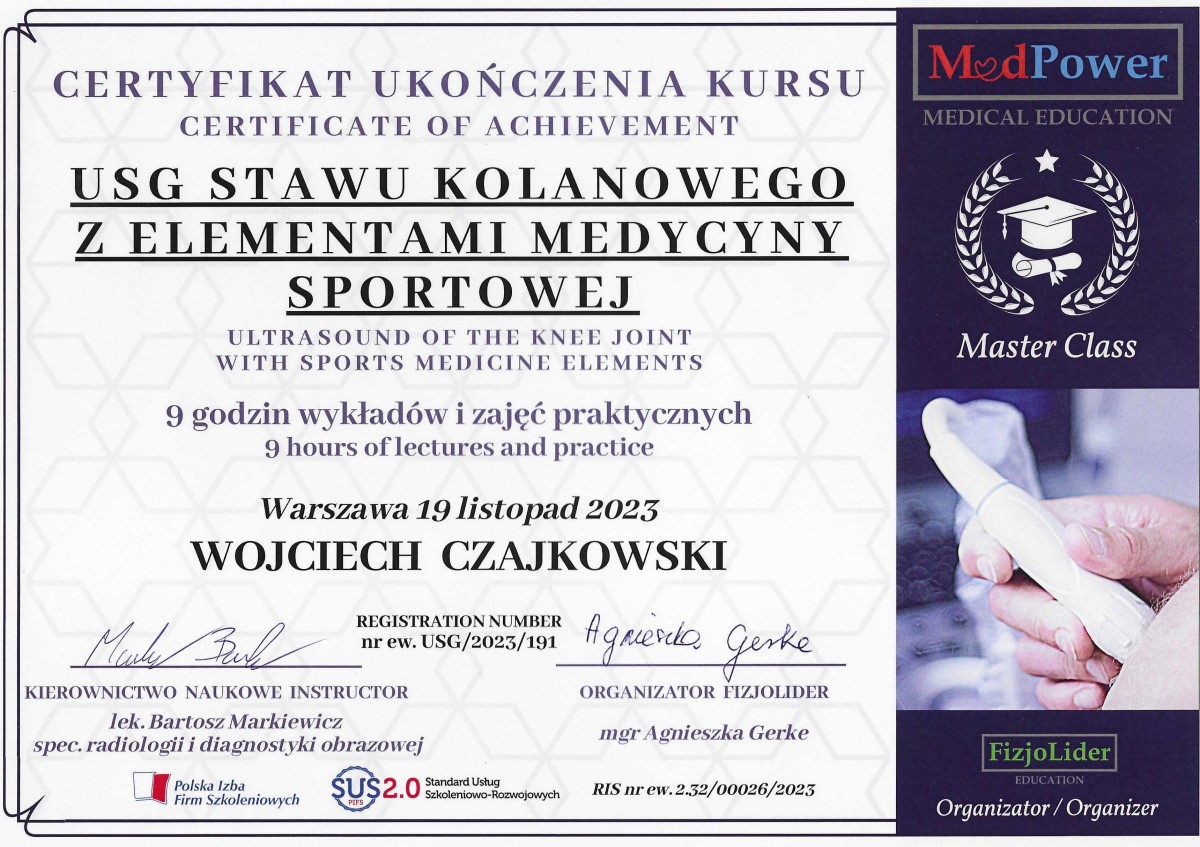 CERTYFIKAT UKOŃCZENIA KURSU
CERTIFICATE OF ACHIEVEMENT
USG STAWU KOLANOWEGO
Z ELEMENTAMI MEDYCYNY
SPORTOWEJ
ULTRASOUND OF THE KNEE JOINT
WITH SPORTS MEDICINE ELEMENTS
9 godzin wykładów i zajęć praktycznych
9 hours of lectures and practice
Warszawa 19 listopad 2023
WOJCIECH CZAJKOWSKI
REGISTRATION NUMBER
nr ew. USG/2023/191
Agnieszka Gerke
KIEROWNICTWO NAUKOWE INSTRUCTOR
lek. Bartosz Markiewicz
spec. radiologii i diagnostyki obrazowej
ORGANIZATOR FIZJOLIDER
mgr Agnieszka Gerke
Polska Izba
Firm Szkoleniowych
SUS 2.0
PIFS
Standard Usług
Szkoleniowo-Rozwojowych
RIS nr ew. 2.32/00026/2023
MedPower
MEDICAL EDUCATION
Master Class
FizjoLider
EDUCATION
Organizator / Organizer